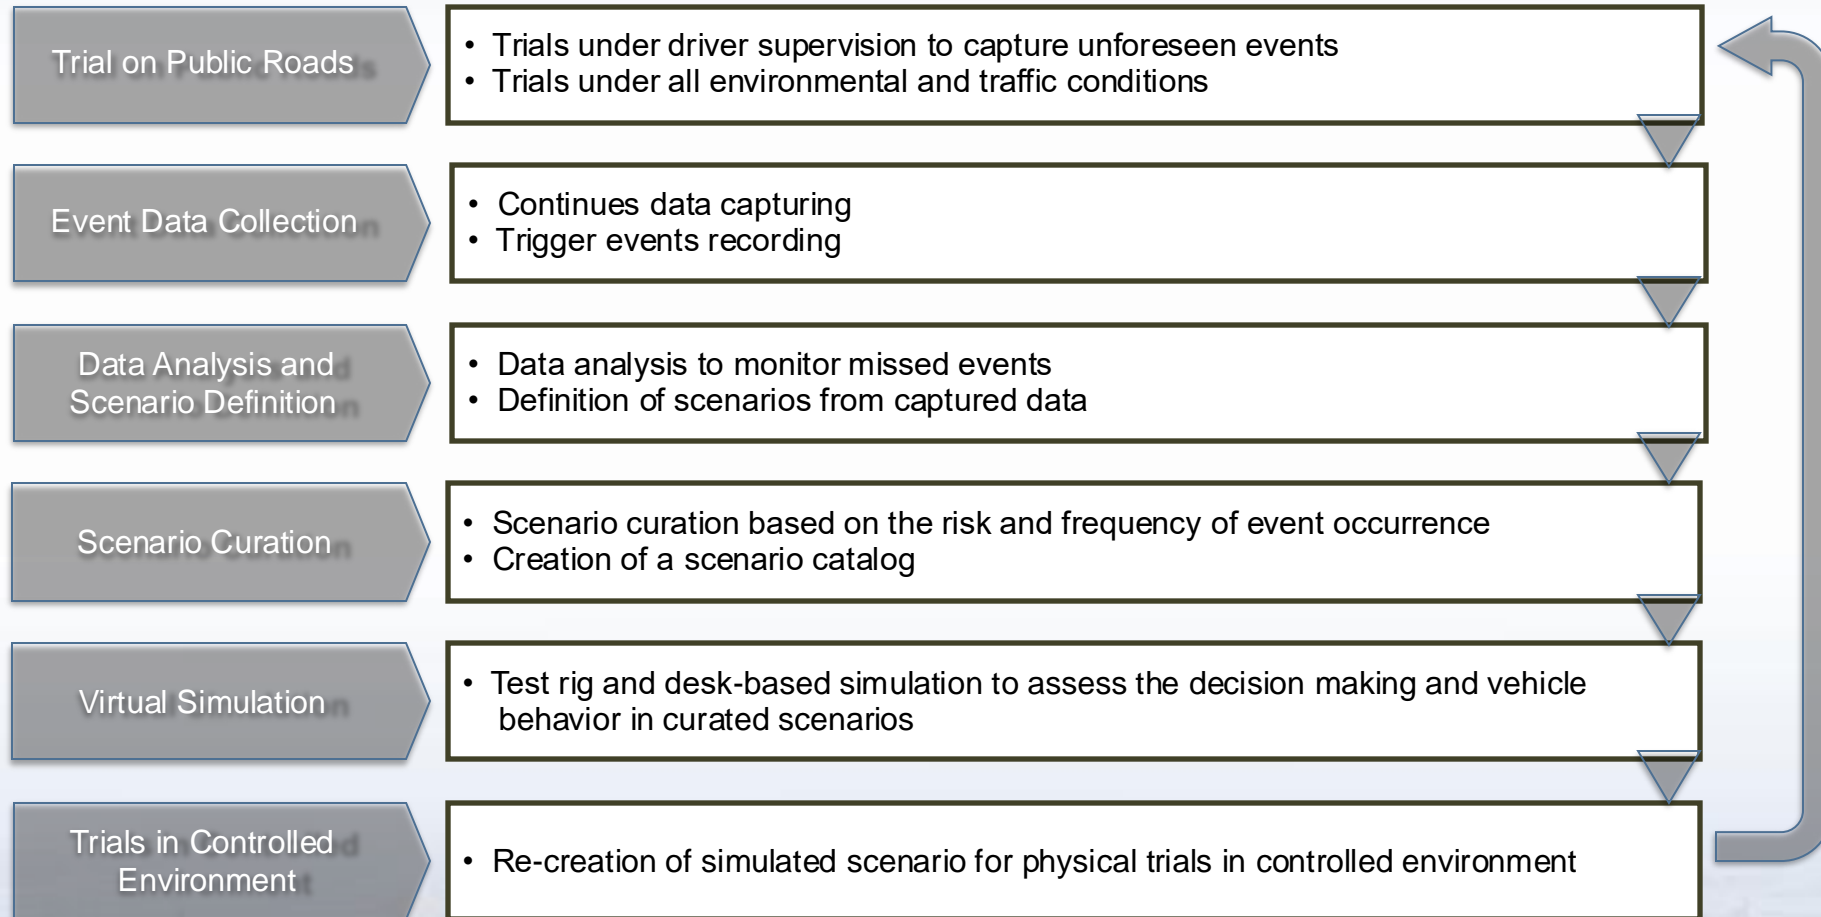 Trial on Public Roads
• Trials under driver supervision to capture unforeseen events
• Trials under all environmental and traffic conditions
Event Data Collection
• Continues data capturing
• Trigger events recording
Data Analysis and
Scenario Definition
• Data analysis to monitor missed events
• Definition of scenarios from captured data
Scenario Curation
• Scenario curation based on the risk and frequency of event occurrence
• Creation of a scenario catalog
Virtual Simulation
• Test rig and desk-based simulation to assess the decision making and vehicle
behavior in curated scenarios
Trials in Controlled
Environment
• Re-creation of simulated scenario for physical trials in controlled environment